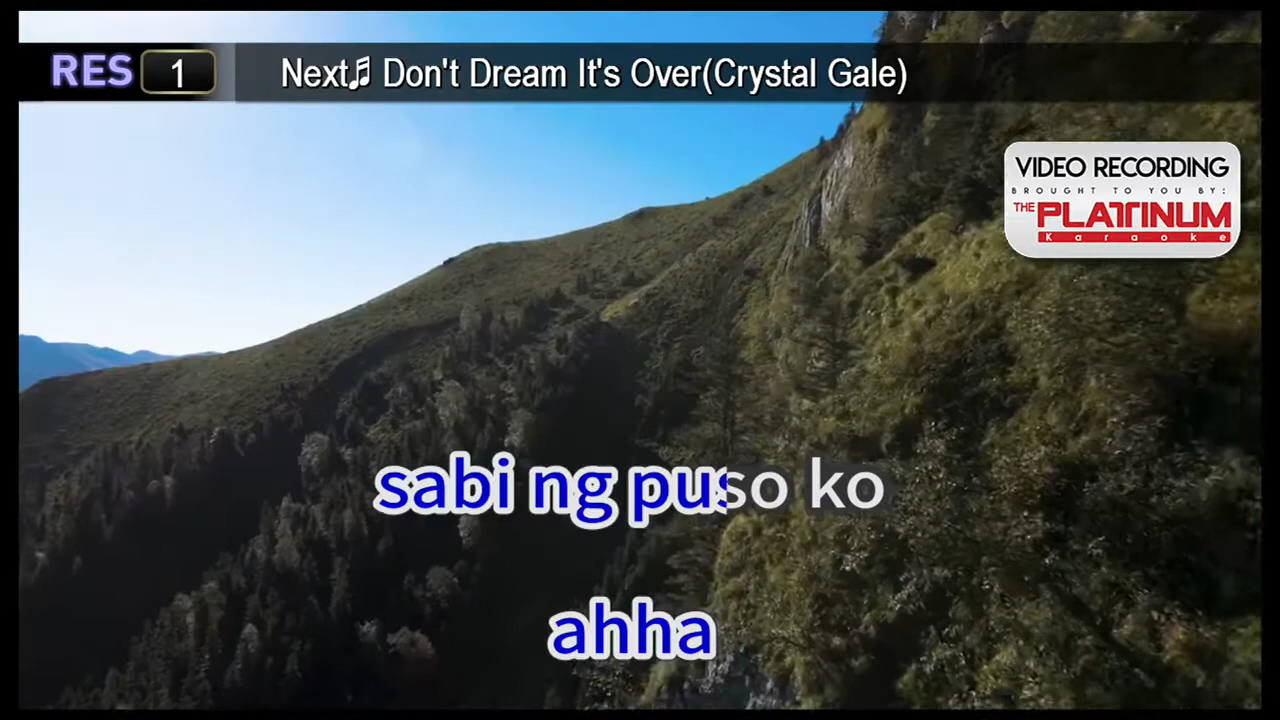 RES 1 Next♫ Don't Dream It's Over(Crystal Gale)
VIDEO RECORDING
BROUGHT TO YOU BY:
THE PLATINUM
Karaoke
sabi ng puso ko
ahha